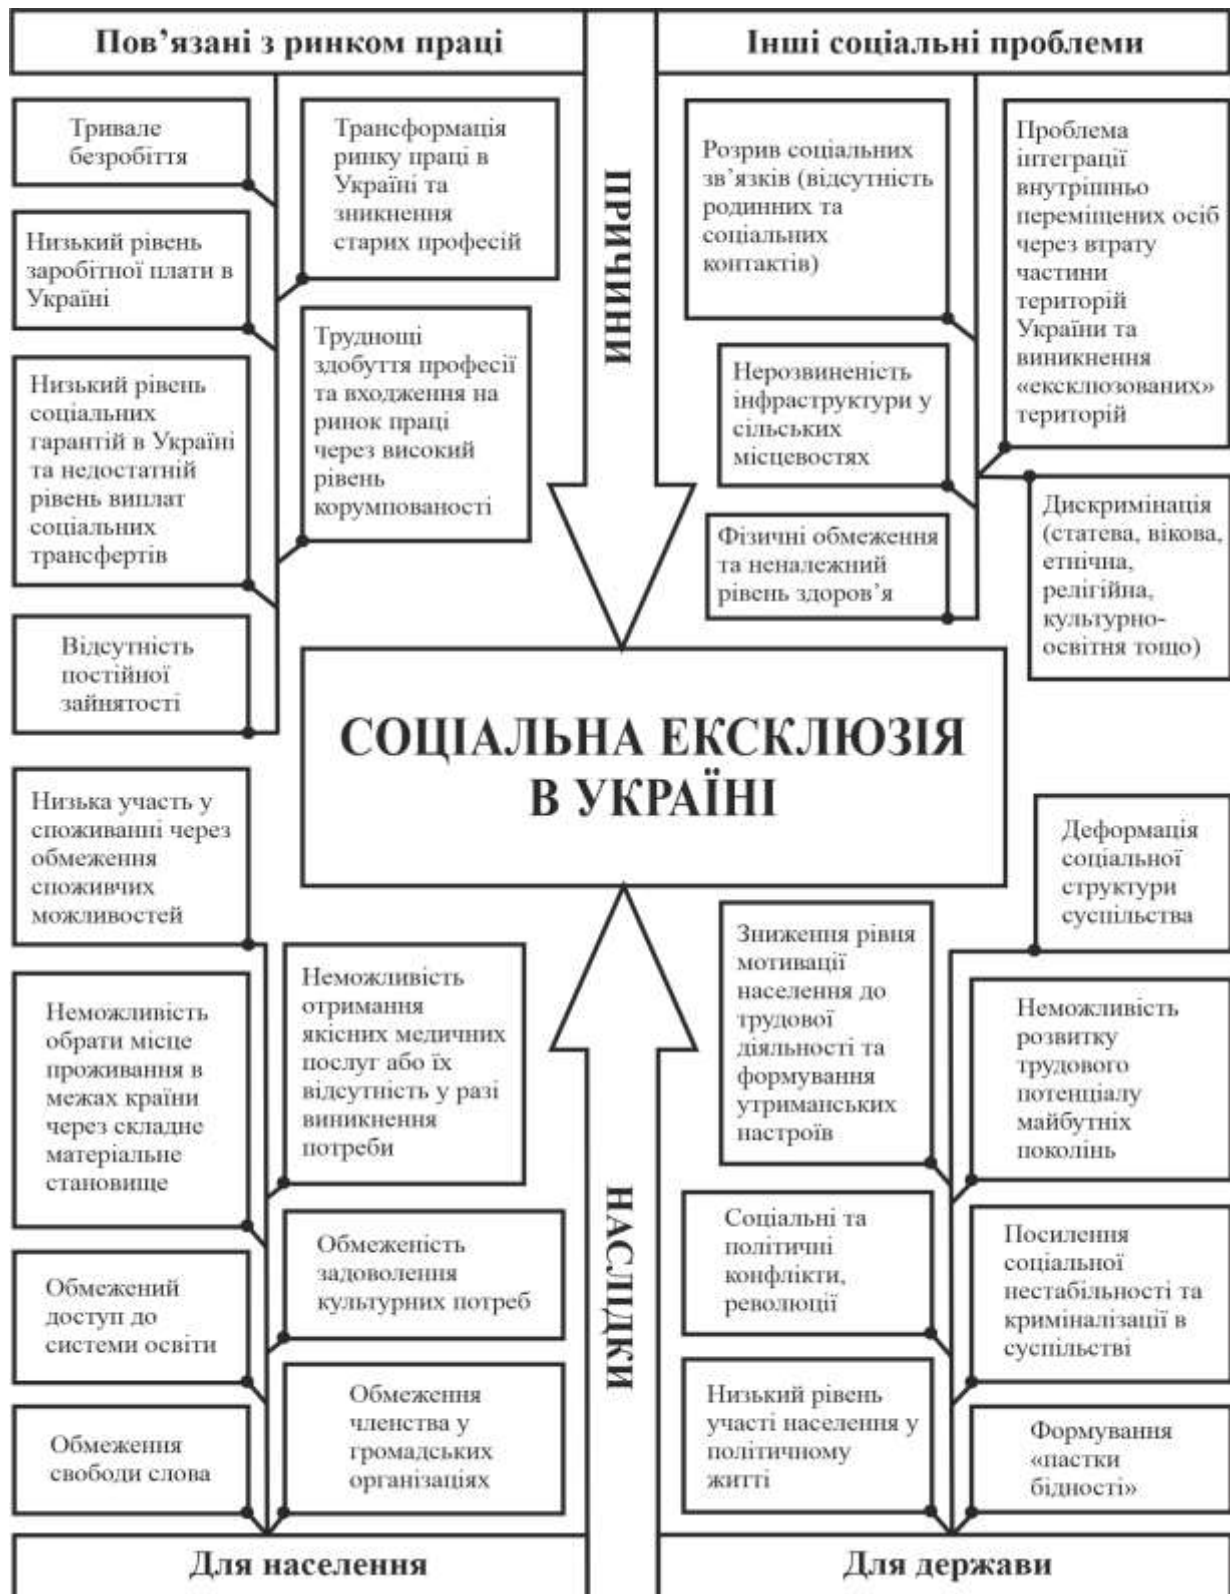 Пов’язані з ринком праці
Тривале
безробіття
Низький рівень
заробітної плати в
Україні
Низький рівень
соціальних
гарантій в Україні
та недостатній
рівень виплат
соціальних
трансфертів
Відсутність
постійної
зайнятості
Трансформація
ринку праці в
Україні та
зникнення
старих професій
Труднощі
здобуття професії
та входження на
ринок праці
через високий
рівень
корумпованості
ПРИЧИНИ
Інші соціальні проблеми
Розрив соціальних
зв’язків (відсутність
родинних та
соціальних
контактів)
Нерозвиненість
інфраструктури у
сільських
місцевостях
Фізичні обмеження
та неналежний
рівень здоров’я
Проблема
інтеграції
внутрішньо
переміщених осіб
через втрату
частини
територій
України та
виникнення
«ексклюзованих»
територій
Дискримінація
(статева, вікова,
етнічна,
релігійна,
культурно-
освітня тощо)
СОЦІАЛЬНА ЕКСКЛЮЗІЯ
В УКРАЇНІ
Низька участь у
споживанні через
обмеження
споживчих
можливостей
Неможливість
обрати місце
проживання в
межах країни
через складне
матеріальне
становище
Обмежений
доступ до
системи освіти
Обмеження
свободи слова
Неможливість
отримання
якісних медичних
послуг або їх
відсутність у разі
виникнення
потреби
Обмеженість
задоволення
культурних потреб
Обмеження
членства у
громадських
організаціях
Для населення
НАСЛІДКИ
Зниження рівня
мотивації
населення до
трудової
діяльності та
формування
утриманських
настроїв
Соціальні та
політичні
конфлікти,
революції
Низький рівень
участі населення у
політичному
житті
Деформація
соціальної
структури
суспільства
Неможливість
розвитку
трудового
потенціалу
майбутніх
поколінь
Посилення
соціальної
нестабільності та
криміналізації в
суспільстві
Формування
«пастки
бідності»
Для держави